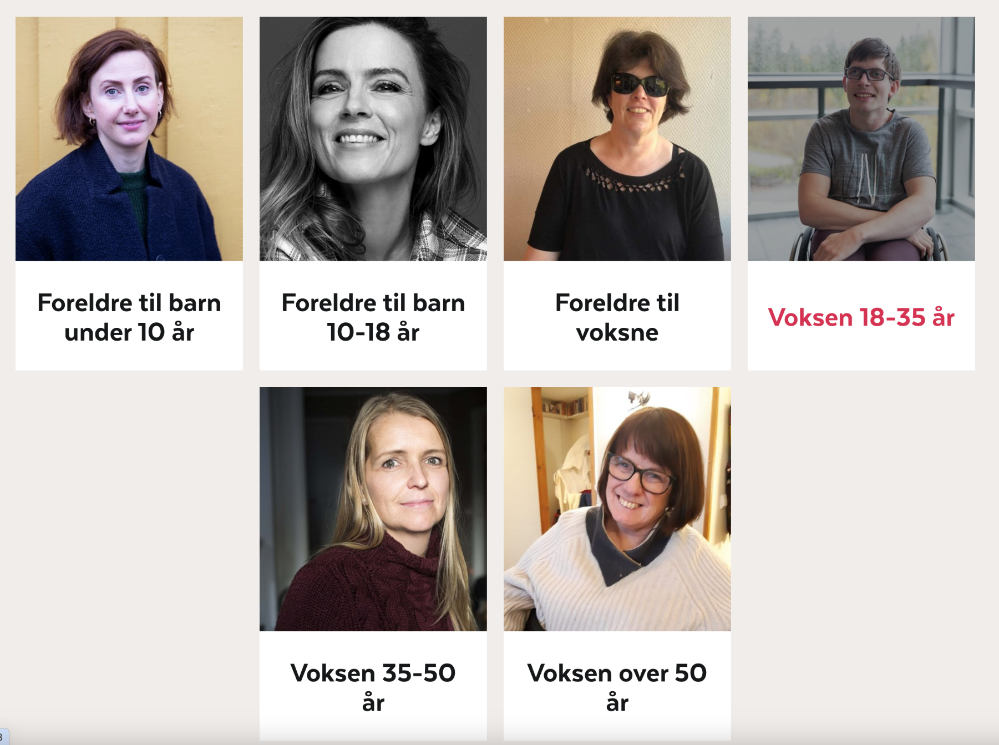 Foreldre til barn
under 10 år
Foreldre til barn
10-18 år
Foreldre til
voksne
Voksen 18-35 år
Voksen 35-50
år
Voksen over 50
år